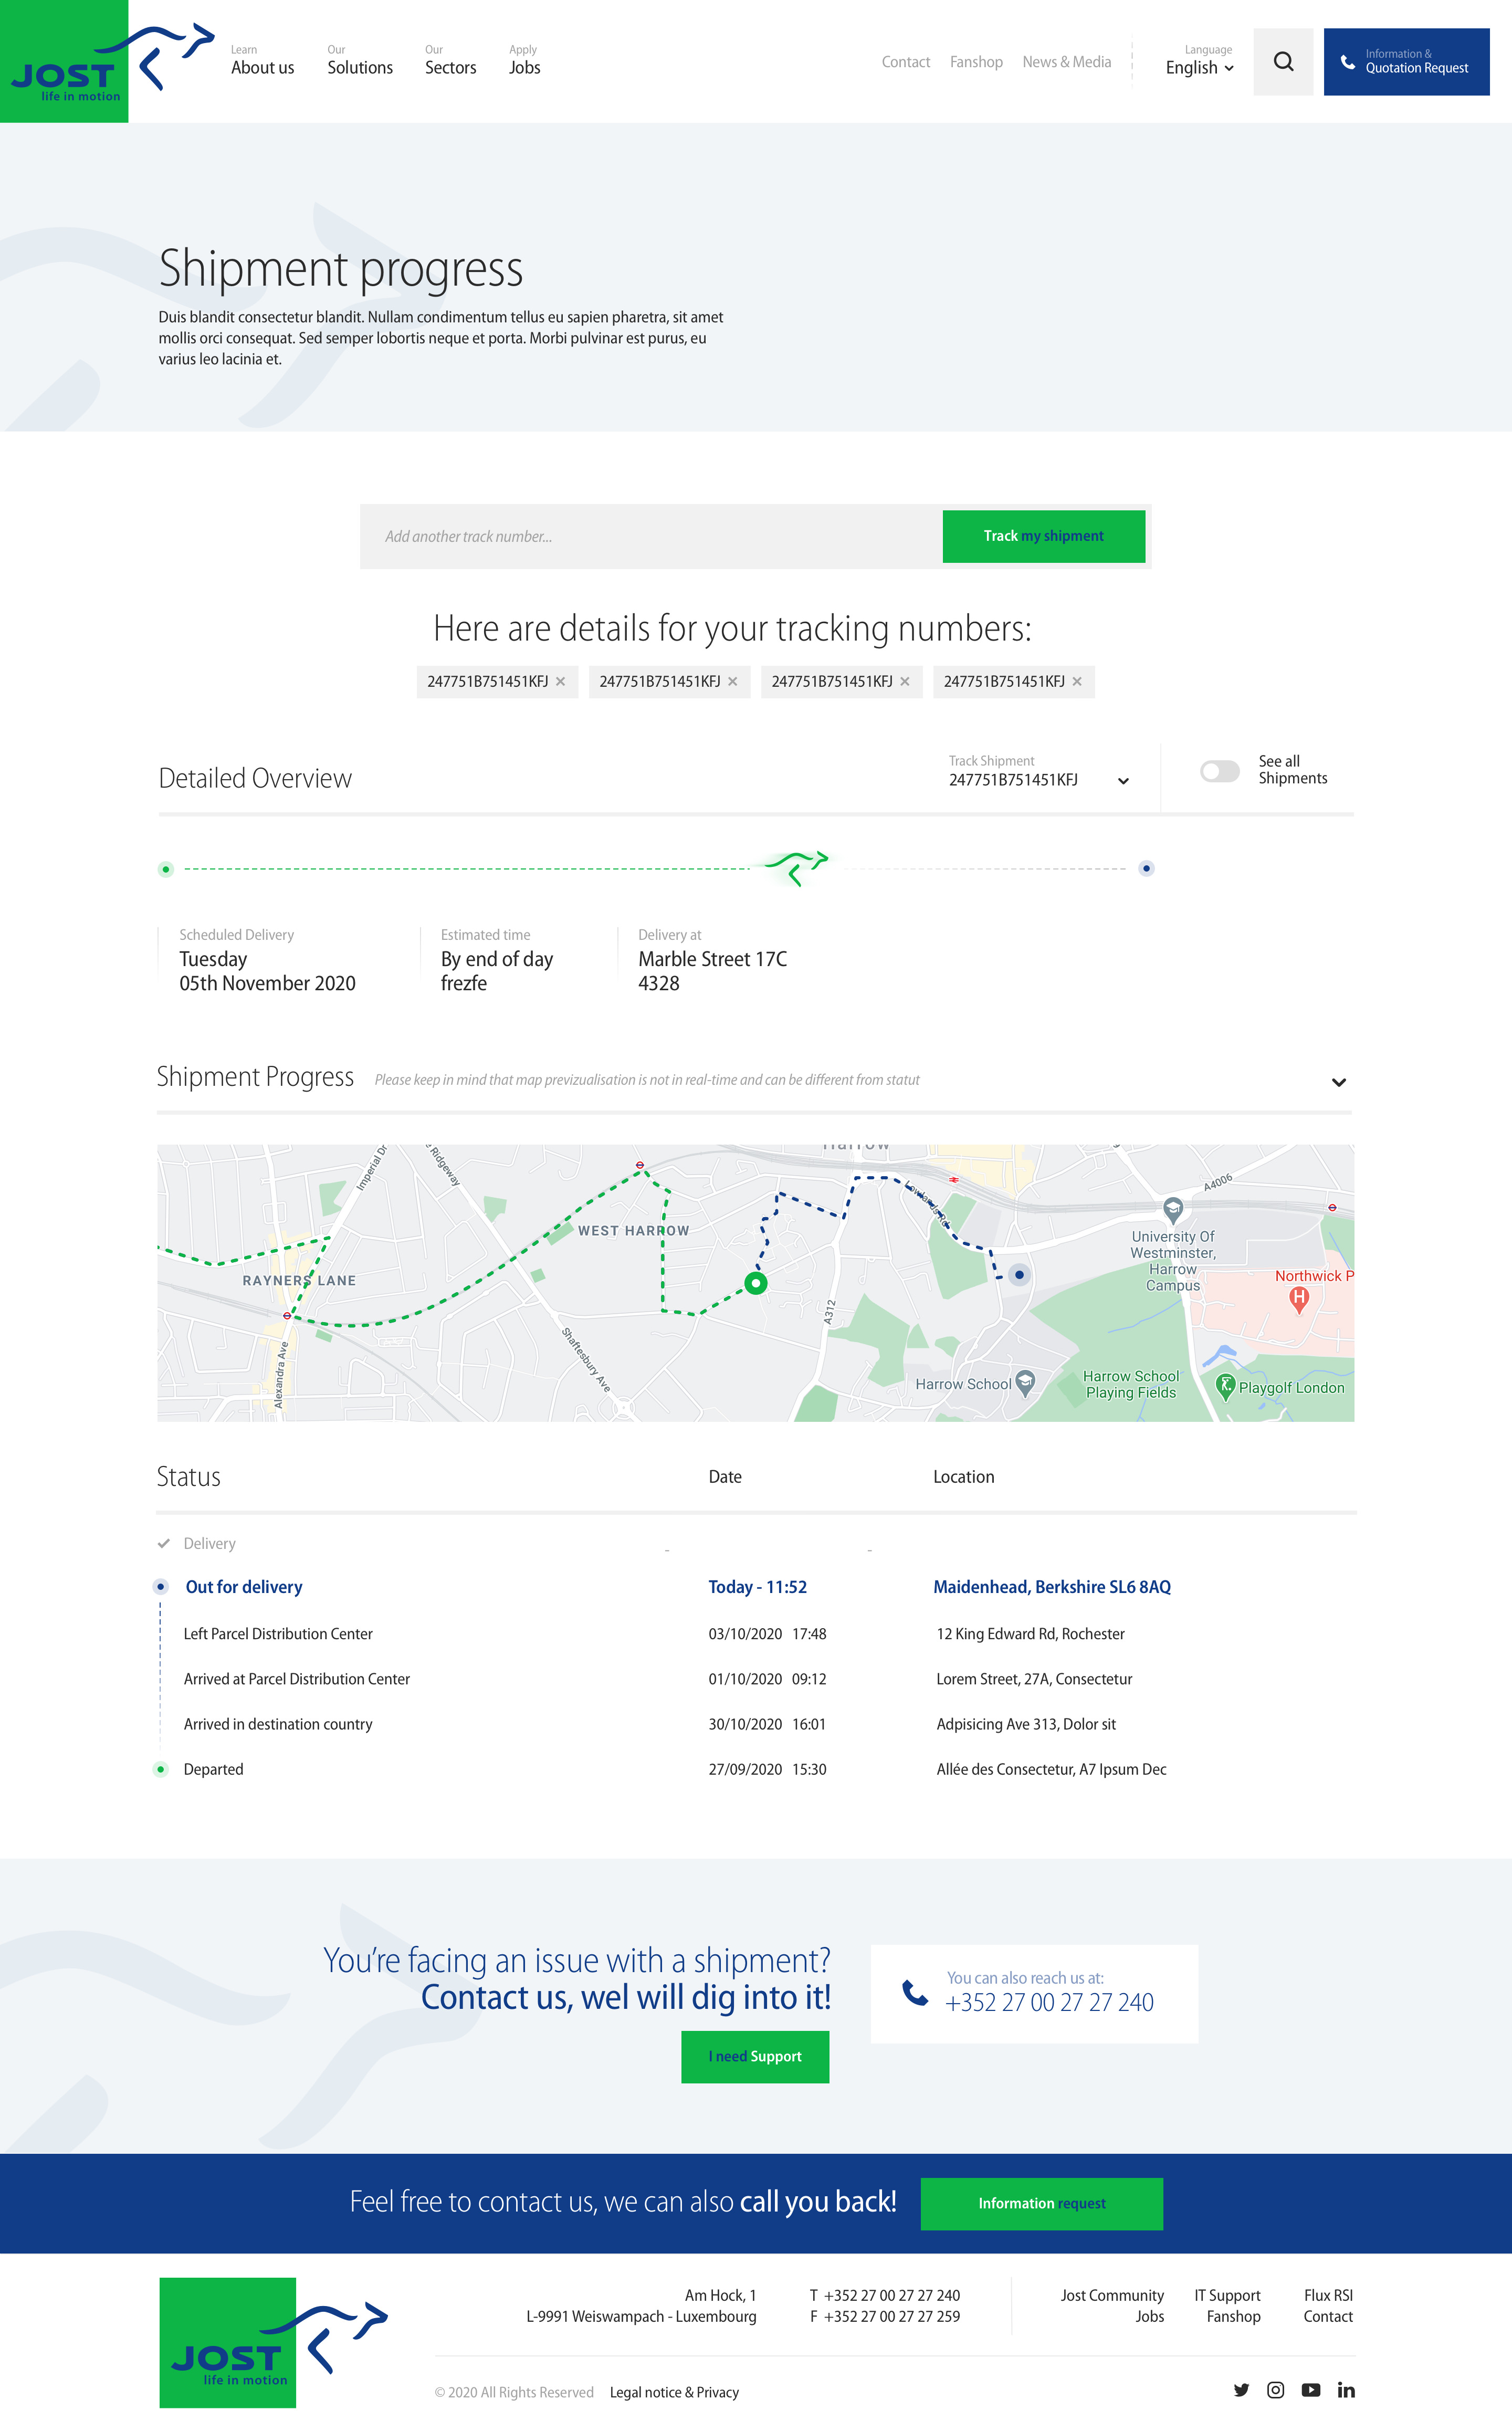 JOST
life in motion
Learn
About us
Our
Solutions
Our
Sectors
Apply
Jobs
Contact
Fanshop
News & Media
Language
English
Information &
Quotation Request
Shipment progress
Duis blandit consectetur blandit. Nullam condimentum tellus eu sapien pharetra, sit amet
mollis orci consequat. Sed semper lobortis neque et porta. Morbi pulvinar est purus, eu
varius leo lacinia et.
Add another track number...
Track my shipment
Here are details for your tracking numbers:
247751B751451KFJ ×
247751B751451KFJ ×
247751B751451KFJ ×
247751B751451KFJ ×
Detailed Overview
Track Shipment
247751B751451KFJ
See all
Shipments
Scheduled Delivery
Tuesday
05th November 2020
Estimated time
By end of day
frezfe
Delivery at
Marble Street 17C
4328
Shipment Progress
Please keep in mind that map previzualisation is not in real-time and can be different from statut
Harrow
Imperial Dr
Ridgeway
Lowlands Rd
A4006
WEST HARROW
RAYNERS LANE
University Of
Westminster,
Harrow
Campus
Northwick P
H
A312
Shaftesbury Ave
Alexandra Ave
Harrow School
Harrow School
Playing Fields
Playgolf London
Status
Date
Location
Delivery
-
-
Out for delivery
Today - 11:52
Maidenhead, Berkshire SL6 8AQ
Left Parcel Distribution Center
03/10/2020 17:48
12 King Edward Rd, Rochester
Arrived at Parcel Distribution Center
01/10/2020 09:12
Lorem Street, 27A, Consectetur
Arrived in destination country
30/10/2020 16:01
Adpisicing Ave 313, Dolor sit
Departed
27/09/2020 15:30
Allée des Consectetur, A7 Ipsum Dec
You're facing an issue with a shipment?
Contact us, wel will dig into it!
I need Support
You can also reach us at:
+352 27 00 27 27 240
Feel free to contact us, we can also call you back!
Information request
JOST
life in motion
Am Hock, 1
L-9991 Weiswampach - Luxembourg
T +352 27 00 27 27 240
F +352 27 00 27 27 259
Jost Community
Jobs
IT Support
Fanshop
Flux RSI
Contact
© 2020 All Rights Reserved
Legal notice & Privacy
in